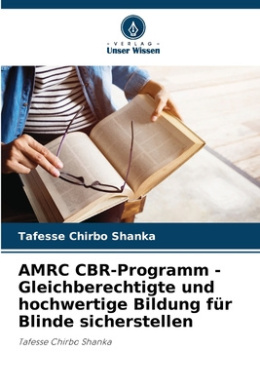 VERLAG
Unser Wissen
Tafesse Chirbo Shanka
AMRC CBR-Programm -
Gleichberechtigte und
hochwertige Bildung für
Blinde sicherstellen
Tafesse Chirbo Shanka